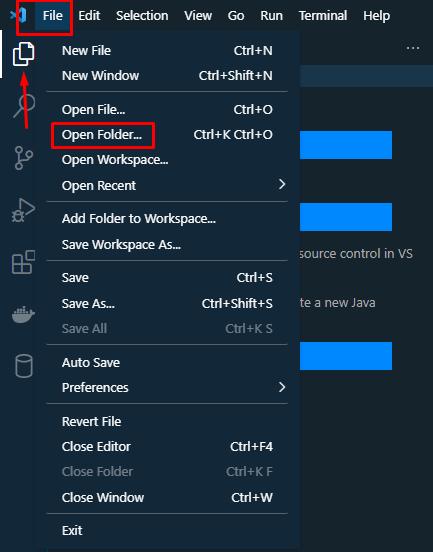 File Edit Selection View Go Run Terminal Help
New File Ctrl+N
New Window Ctrl+Shift+N
Open File... Ctrl+O
Open Folder... Ctrl+K Ctrl+O
Open Workspace...
Open Recent
Add Folder to Workspace...
Save Workspace As...
source control in VS
Save Ctrl+S
Save As... Ctrl+Shift+S
te a new Java
Save All Ctrl+K S
Auto Save
Preferences
Revert File
Close Editor Ctrl+F4
Close Folder Ctrl+K F
Close Window Ctrl+W
Exit